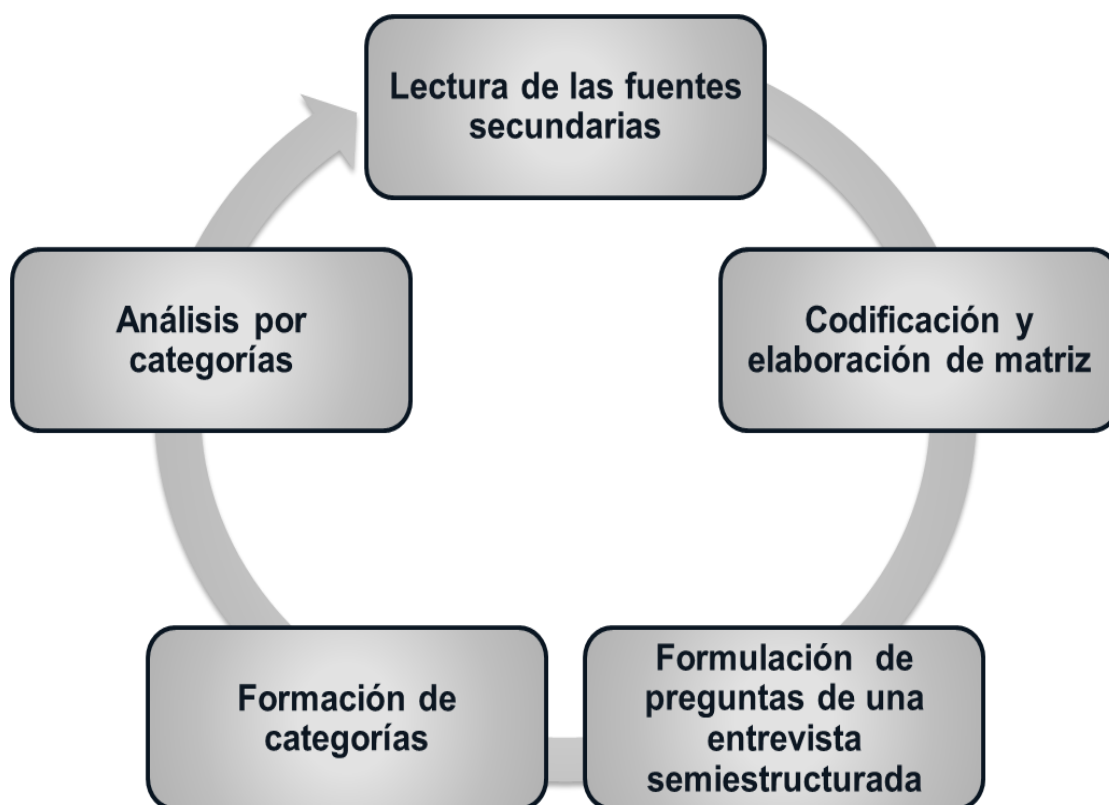 Lectura de las fuentes
secundarias
Codificación y
elaboración de matriz
Formulación de
preguntas de una
entrevista
semiestructurada
Formación de
categorías
Análisis por
categorías